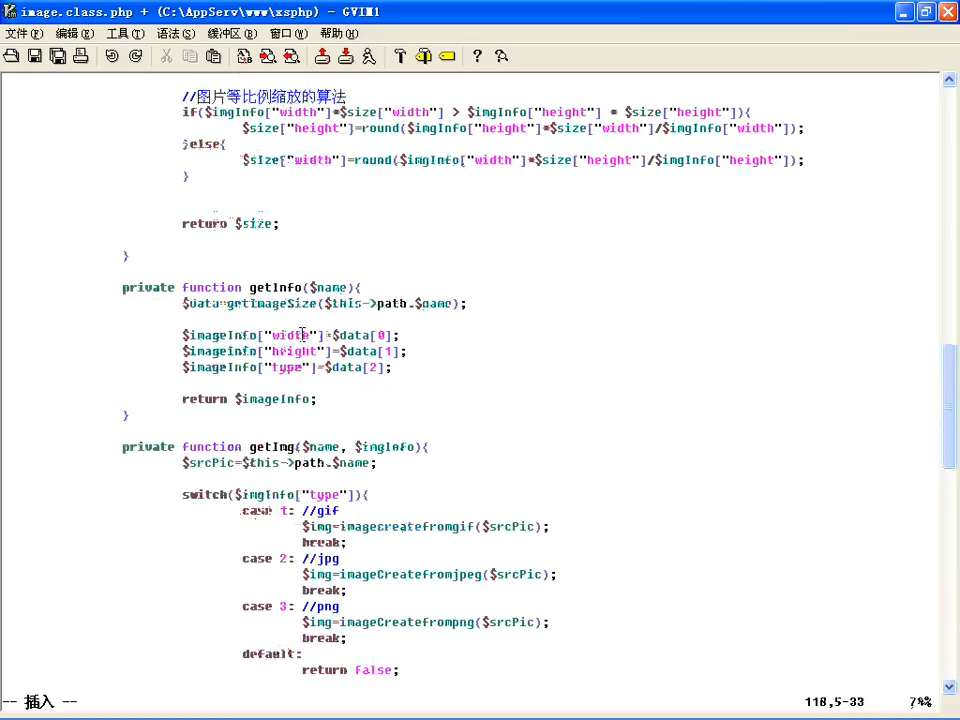 image.class.php + (C:\AppServ\www\xsphp) - GVIM1
文件(F) 编辑(E) 工具(T) 语法(S) 缓冲区(B) 窗口(W) 帮助(H)
//图片等比例缩放的算法
if($imgInfo["width"]*$size["width"] > $imgInfo["height"] * $size["height"]){
$size["height"]=round($imgInfo["height"]*$size["width"]/$imgInfo["width"]);
}else{
$size["width"]=round($imgInfo["width"]*$size["height"]/$imgInfo["height"]);
}
return $size;
}
private function getInfo($name){
$data=getImageSize($this->path.$name);
$imageInfo["width"]=$data[0];
$imageInfo["height"]=$data[1];
$imageInfo["type"]=$data[2];
return $imageInfo;
}
private function getImg($name, $imgInfo){
$srcPic=$this->path.$name;
switch($imgInfo["type"]){
case 1: //gif
$img=imagecreatefromgif($srcPic);
break;
case 2: //jpg
$img=imageCreatefromjpeg($srcPic);
break;
case 3: //png
$img=imageCreatefrompng($srcPic);
break;
default:
return false;
-- 插入 --
118,5-33